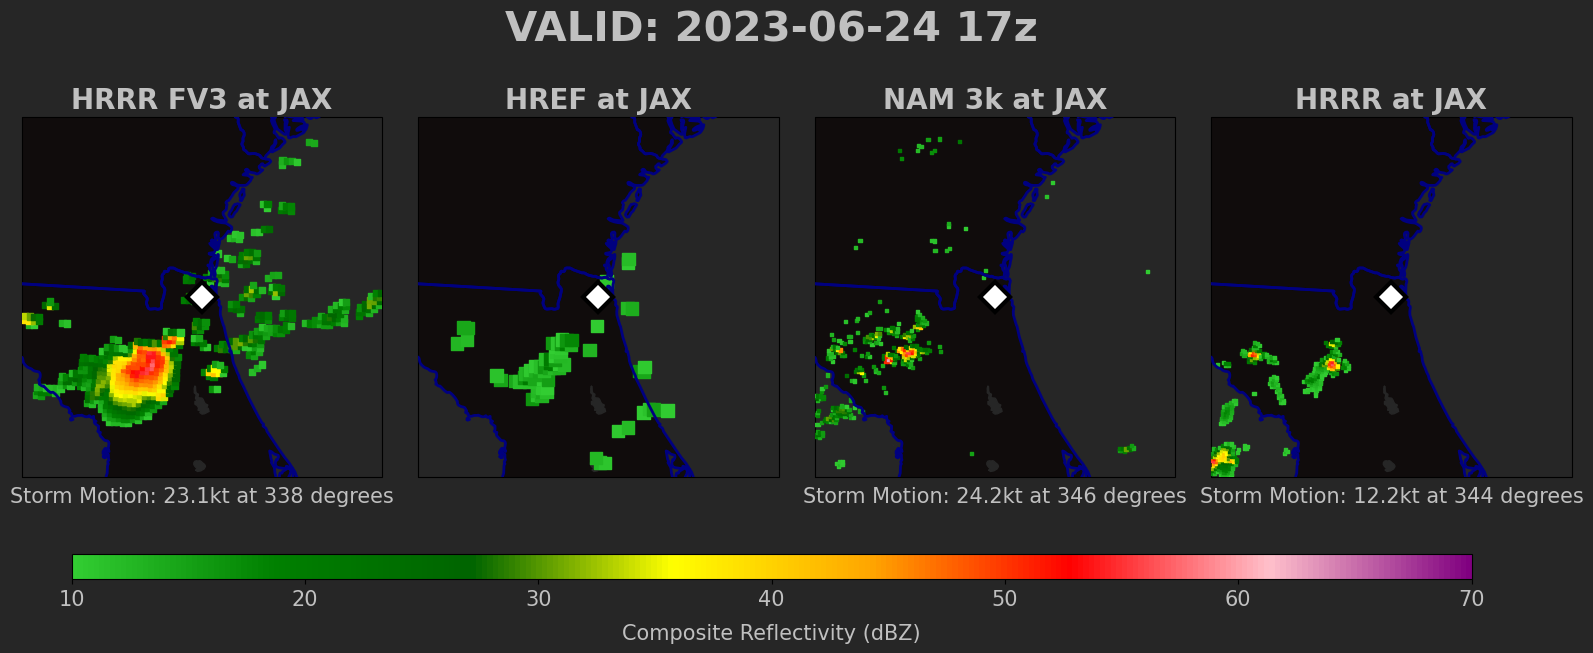 VALID: 2023-06-24 17z
HRRR FV3 at JAX
HREF at JAX
NAM 3k at JAX
HRRR at JAX
Storm Motion: 23.1kt at 338 degrees
Storm Motion: 24.2kt at 346 degrees
Storm Motion: 12.2kt at 344 degrees
10 20 30 40 50 60 70
Composite Reflectivity (dBZ)